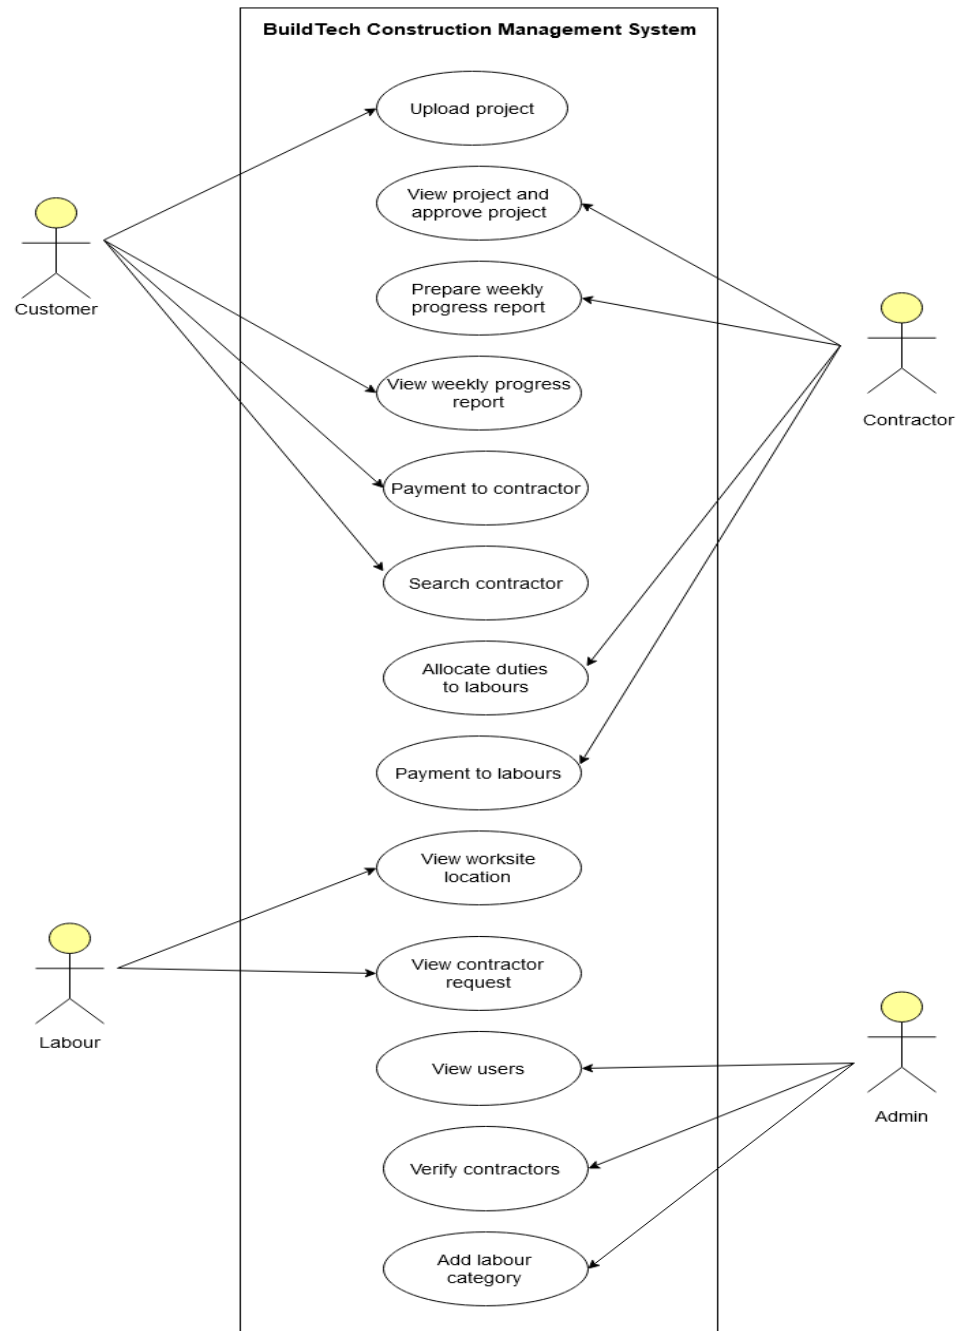 BuildTech Construction Management System
Upload project
View project and
approve project
Customer
Prepare weekly
progress report
Contractor
View weekly progress
report
Payment to contractor
Search contractor
Allocate duties
to labours
Payment to labours
View worksite
location
Labour
View contractor
request
View users
Admin
Verify contractors
Add labour
category